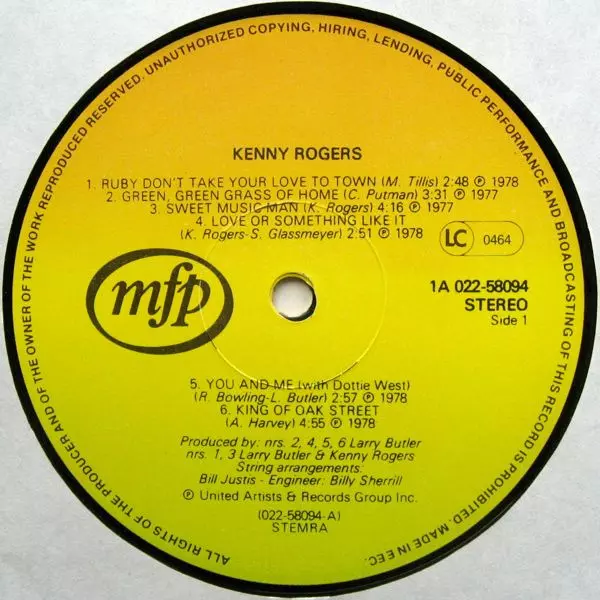 ALL RIGHTS OF THE PRODUCER AND OF THE OWNER OF THE WORK REPRODUCED RESERVED. UNAUTHORIZED COPYING, HIRING, LENDING, PUBLIC PERFORMANCE AND BROADCASTING OF THIS RECORD IS PROHIBITED. MADE IN E.E.C.
KENNY ROGERS
1. RUBY DON'T TAKE YOUR LOVE TO TOWN (M. Tillis) 2:48 ℗ 1978
2. GREEN, GREEN GRASS OF HOME (C. Putman) 3:31 ℗ 1977
3. SWEET MUSIC MAN (K. Rogers) 4:16 ℗ 1977
4. LOVE OR SOMETHING LIKE IT
(K. Rogers-S. Glassmeyer) 2:51 ℗ 1978
LC 0464
mfp
1A 022-58094
STEREO
Side 1
5. YOU AND ME (with Dottie West)
(R. Bowling-L. Butler) 2:57 ℗ 1978
6. KING OF OAK STREET
(A. Harvey) 4:55 ℗ 1978
Produced by: nrs. 2, 4, 5, 6 Larry Butler
nrs. 1, 3 Larry Butler & Kenny Rogers
String arrangements:
Bill Justis - Engineer: Billy Sherrill
℗ United Artists & Records Group Inc.
(022-58094-A)
STEMRA